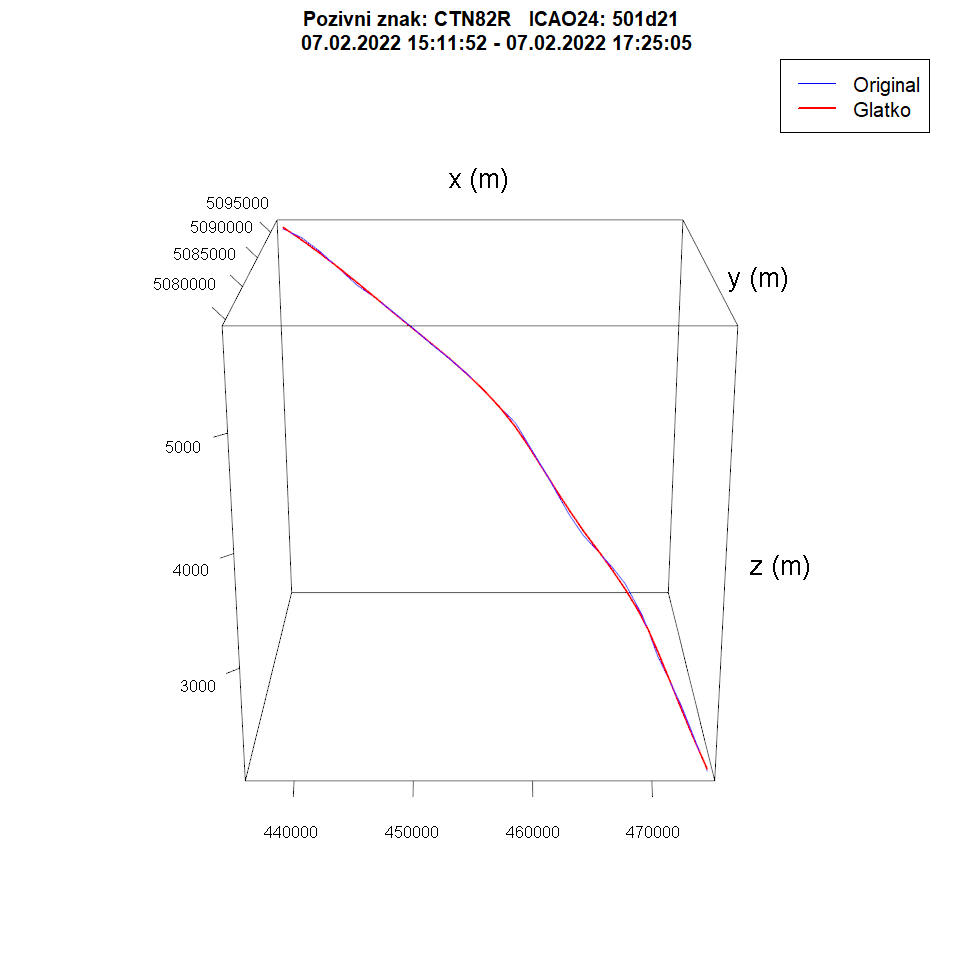 Pozivni znak: CTN82R   ICAO24: 501d21
07.02.2022 15:11:52 - 07.02.2022 17:25:05
Original
Glatko
x (m)
5095000
5090000
5085000
5080000
y (m)
5000
4000
3000
z (m)
440000 450000 460000 470000